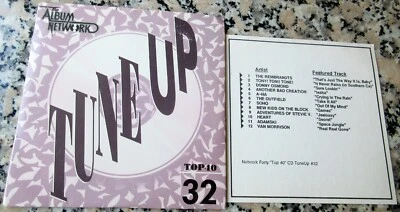 ALBUM
NETWORK
TUNE UP
TOP 40
32
Artist Featured Track
1 THE REMBRANDTS "That's Just The Way It Is, Baby"
2 TONY! TONI! TONE! "It Never Rains (In Southern Ca)"
3 DONNY OSMOND "Sure Lookin'"
4 ANOTHER BAD CREATION "Iesha"
5 A-HA "Crying In The Rain"
6 THE OUTFIELD "Take It All"
7 SOHO "Out Of My Mind"
8 NEW KIDS ON THE BLOCK "Games"
9 ADVENTURES OF STEVIE V. "Jealousy"
10 HEART "Secret"
11 ADAMSKI "Space Jungle"
12 VAN MORRISON "Real Real Gone"
Network Forty "Top 40" CD TuneUp #32